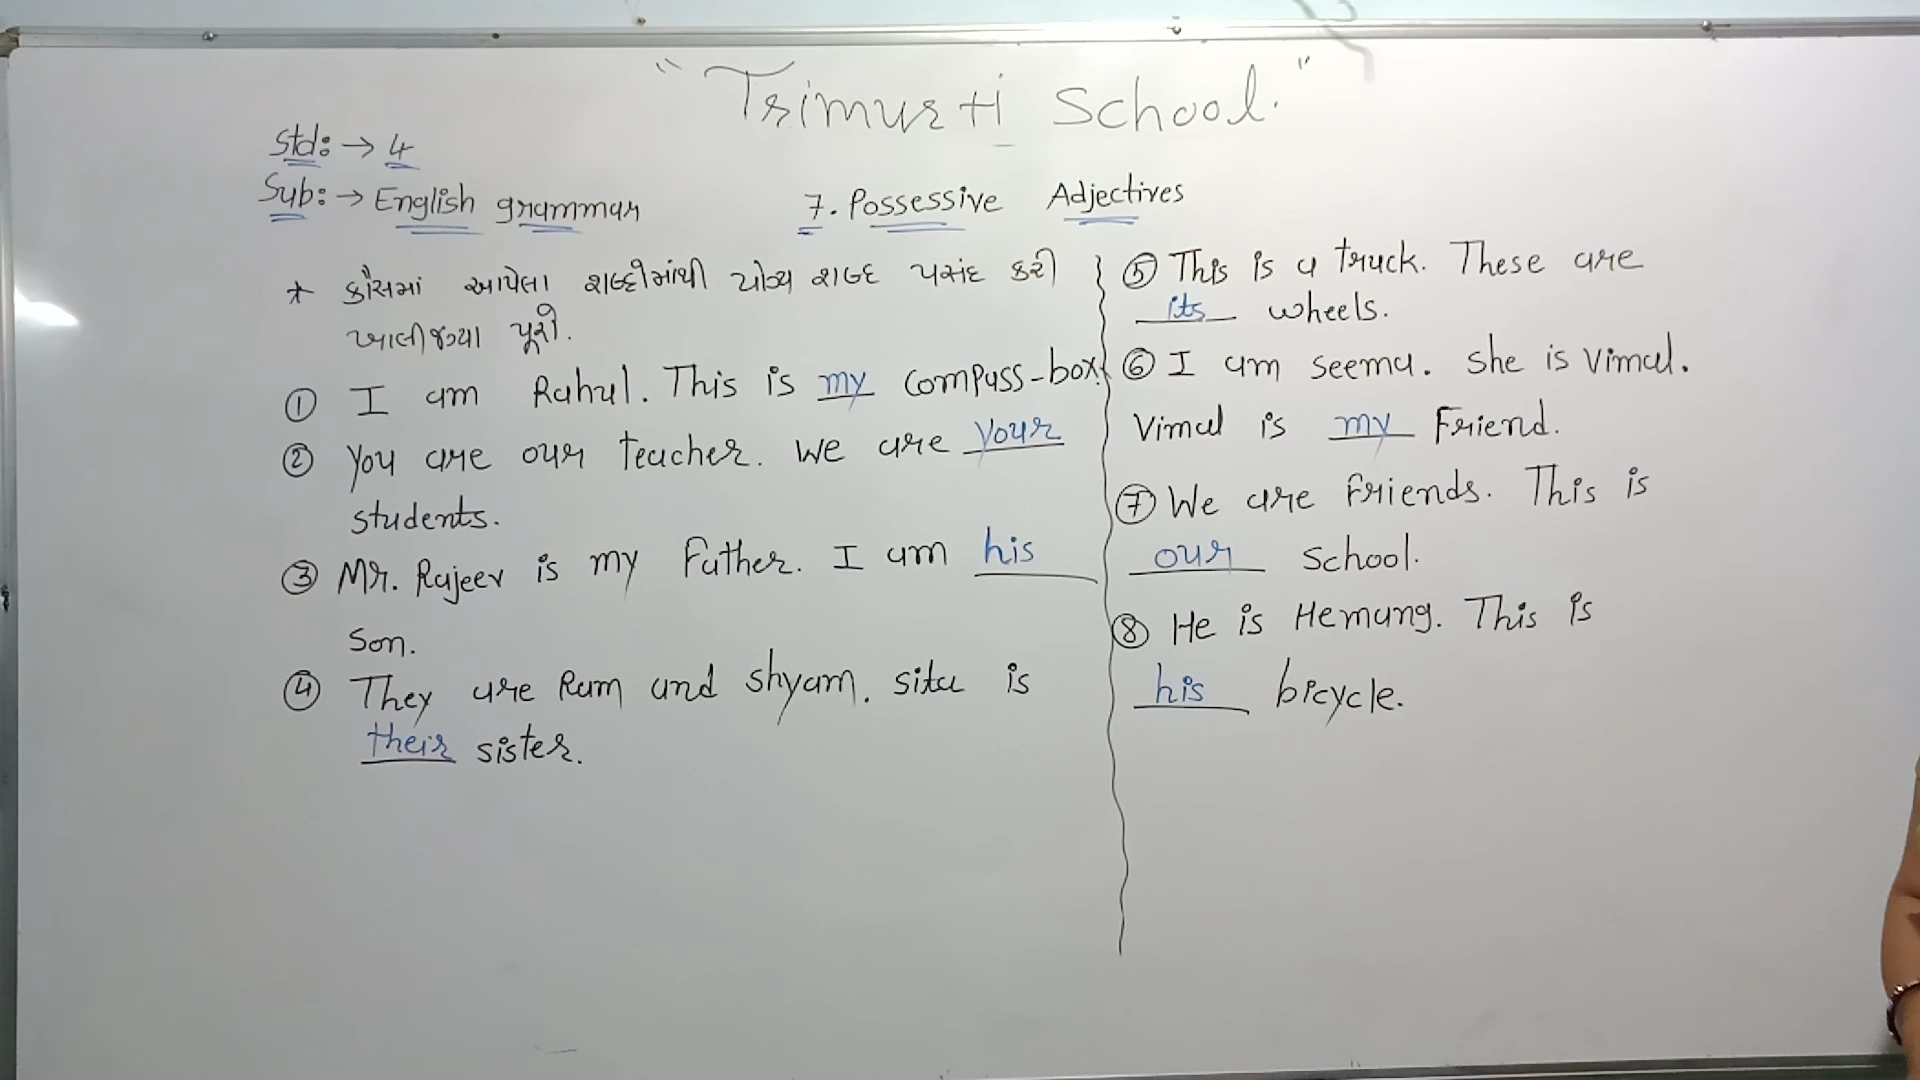 "Trimurti School."
Std: → 4
Sub: → English grammar
7. Possessive Adjectives
* કૌંસમાં આપેલા શબ્દોમાંથી યોગ્ય શબ્દ પસંદ કરી
ખાલીજગ્યા પૂરો.
① I am Rahul. This is my compass-box.
② You are our teacher. We are your
students.
③ Mr. Rajeev is my Father. I am his
Son.
④ They are Ram and shyam. sita is
their sister.
⑤ This is a truck. These are
its wheels.
⑥ I am seema. She is Vimal.
Vimal is my Friend.
⑦ We are Friends. This is
our School.
⑧ He is Hemang. This is
his bicycle.